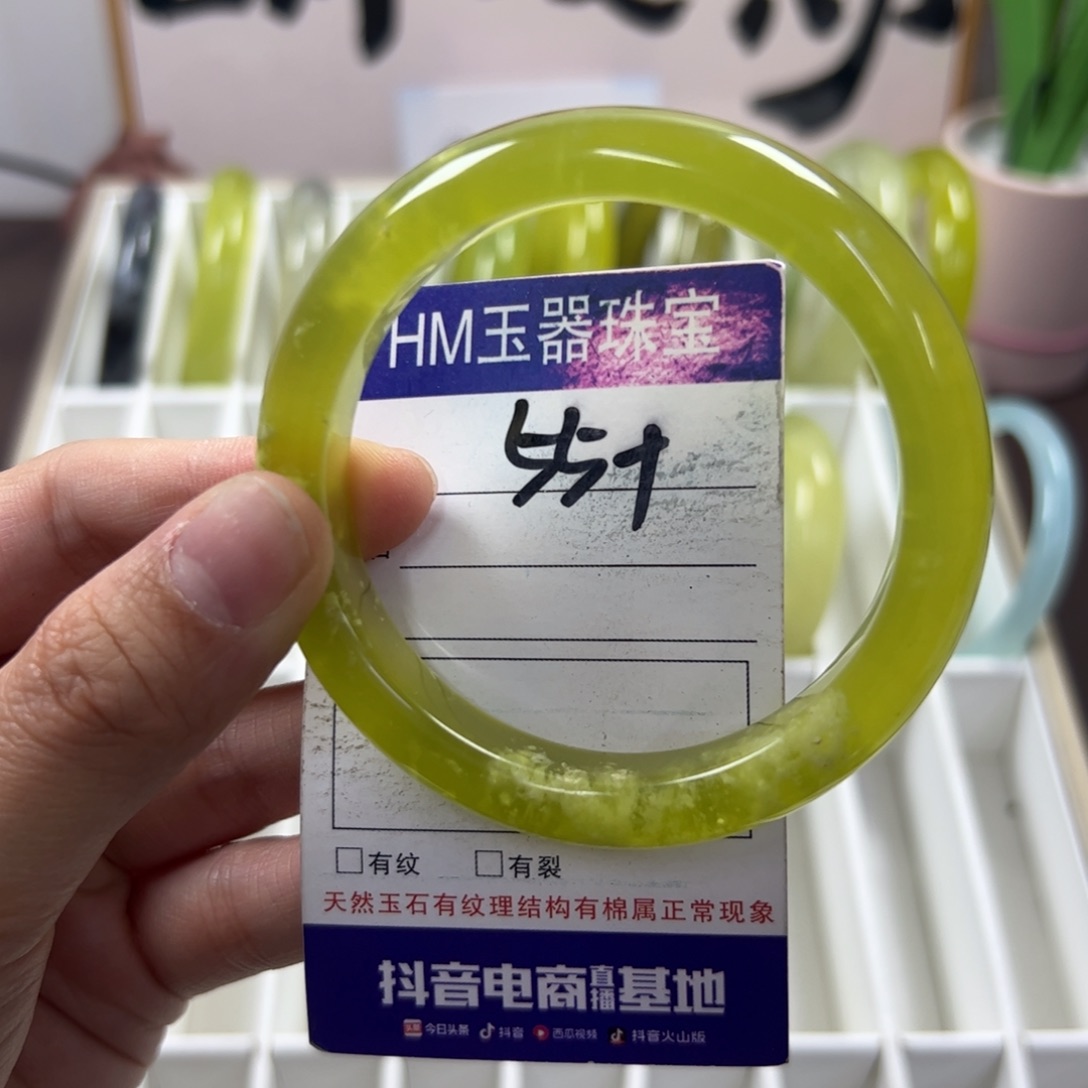 HM玉器珠宝
有纹 有裂
天然玉石有纹理结构有棉属正常现象
抖音电商直播基地
头条 今日头条 抖音 西瓜视频 抖音火山版